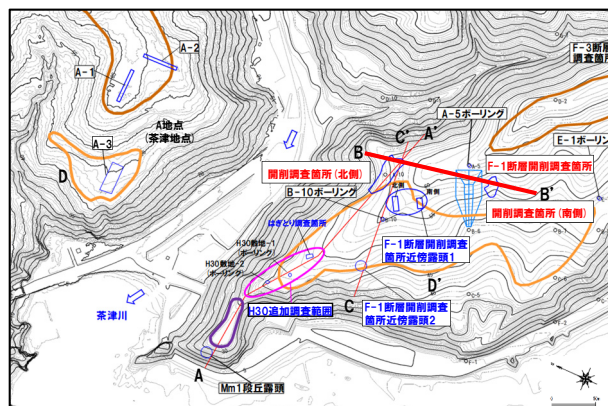 A-2
A-1
A地点
(茶津地点)
A-3
D
茶津川
F-3断層
調査箇所
A-5ボーリング
E-1ボーリング
C'
A'
B
開削調査箇所(北側)
F-1断層開削調査箇所
B'
B-10ボーリング
北側
南側
開削調査箇所(南側)
はぎとり調査箇所
H30敷地-1
(ボーリング)
H30敷地-2
(ボーリング)
F-1断層開削調査
箇所近傍露頭1
D'
C
F-1断層開削調査
箇所近傍露頭2
H30追加調査範囲
A
Mm1段丘露頭